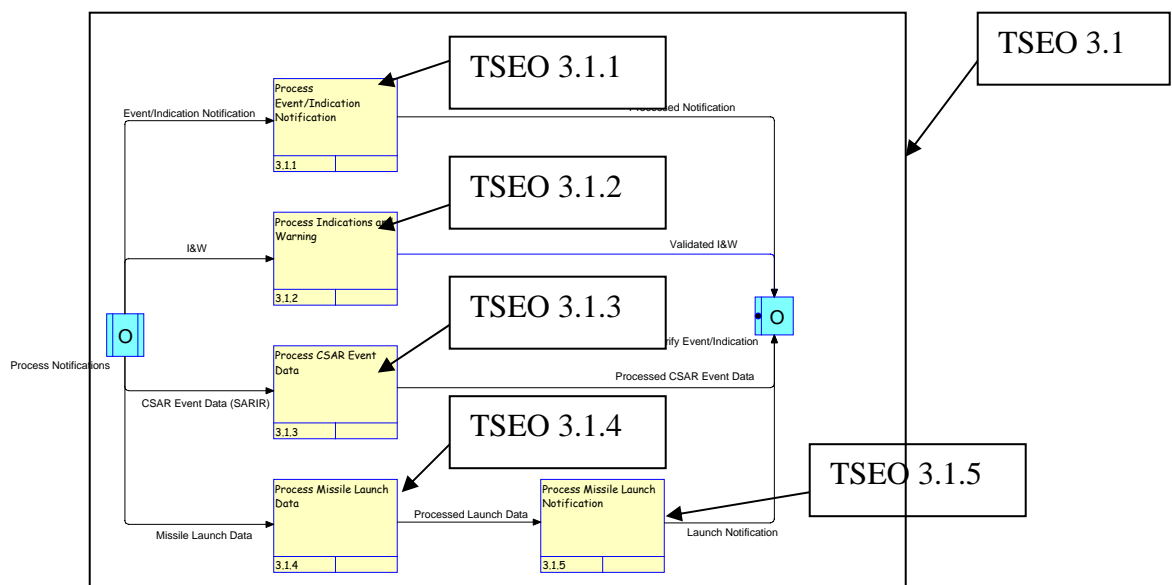 TSEO 3.1
TSEO 3.1.1
Process
Event/Indication
Notification
Event/Indication Notification
Notification
3.1.1
TSEO 3.1.2
Process Indications
Warning
I&W
Validated I&W
3.1.2
TSEO 3.1.3
O
O
Event/Indication
Process Notifications
Process CSAR Event
Data
Processed CSAR Event Data
CSAR Event Data (SARIR)
3.1.3
TSEO 3.1.4
TSEO 3.1.5
Process Missile Launch
Data
Process Missile Launch
Notification
Processed Launch Data
Missile Launch Data
Launch Notification
3.1.4
3.1.5